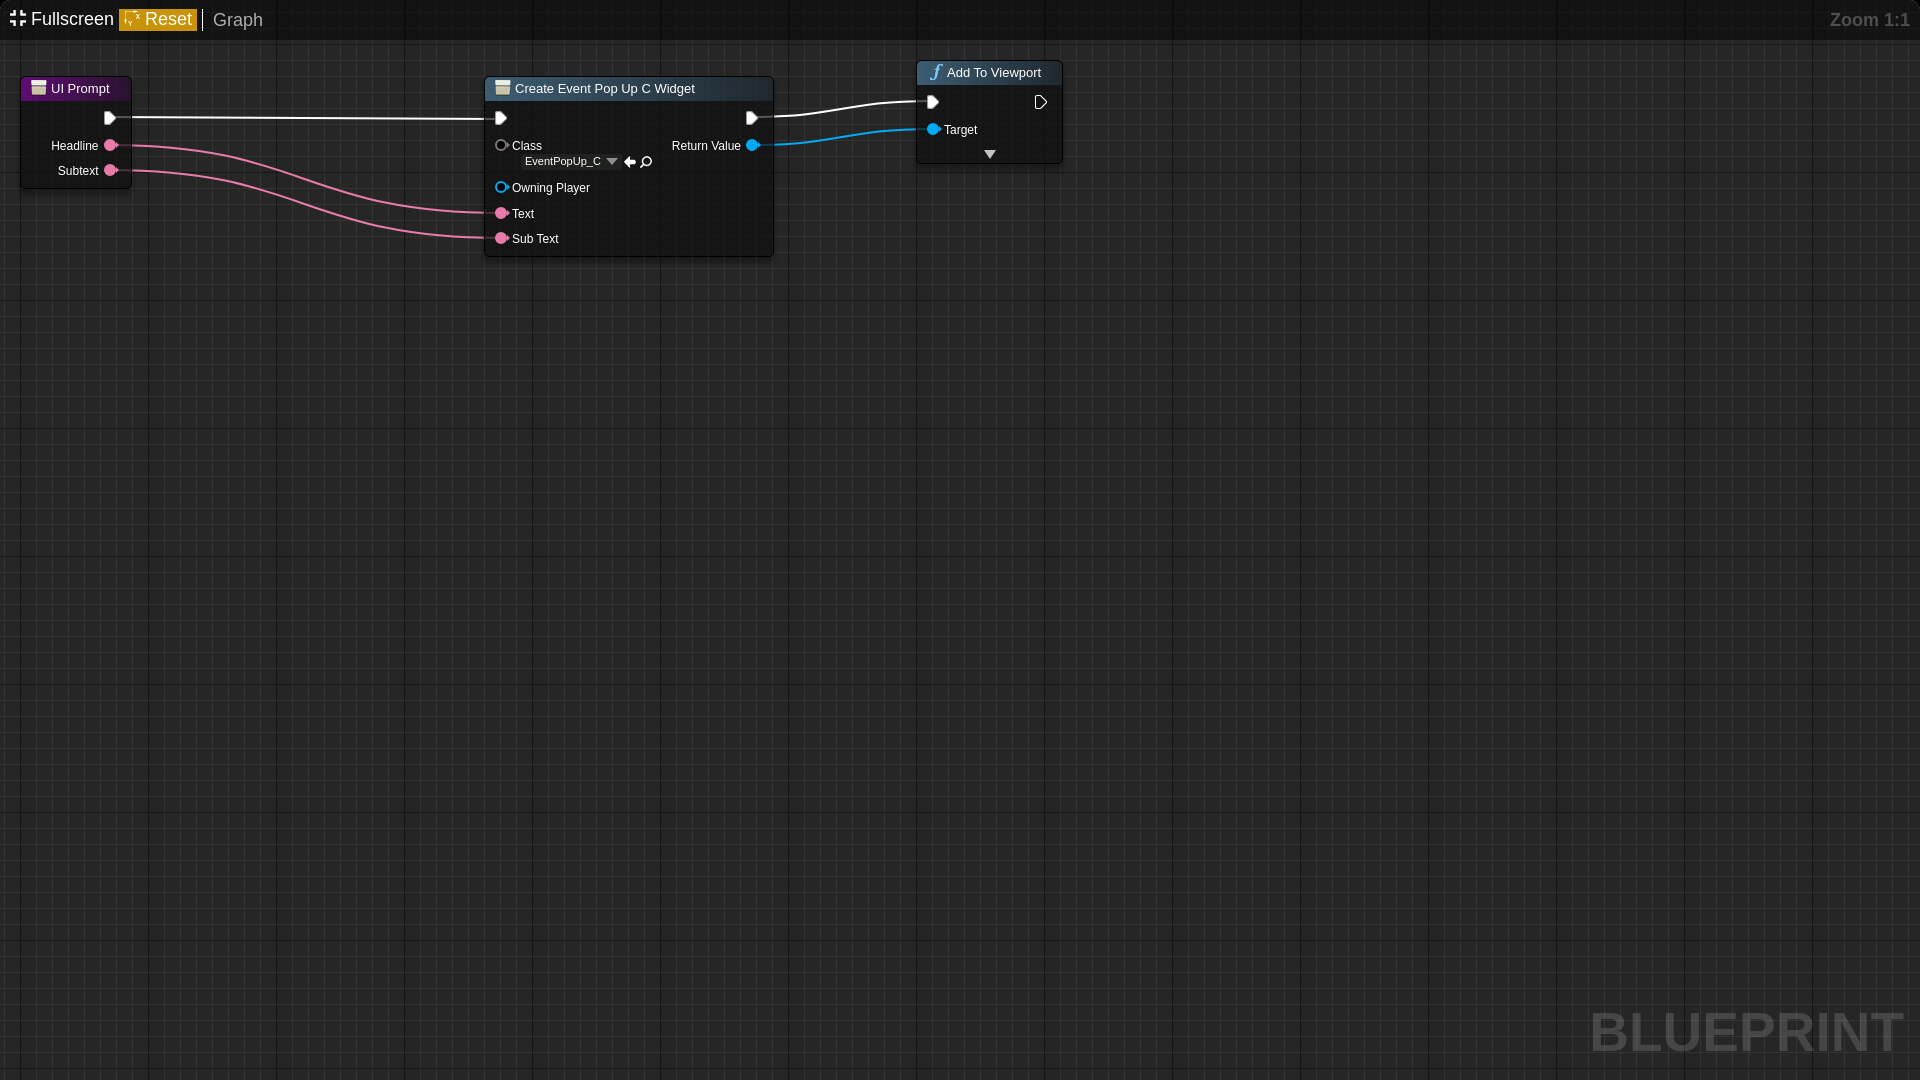 Fullscreen Reset Graph Zoom 1:1
UI Prompt
Headline
Subtext
Create Event Pop Up C Widget
Class
EventPopUp_C
Return Value
Owning Player
Text
Sub Text
Add To Viewport
Target
BLUEPRINT